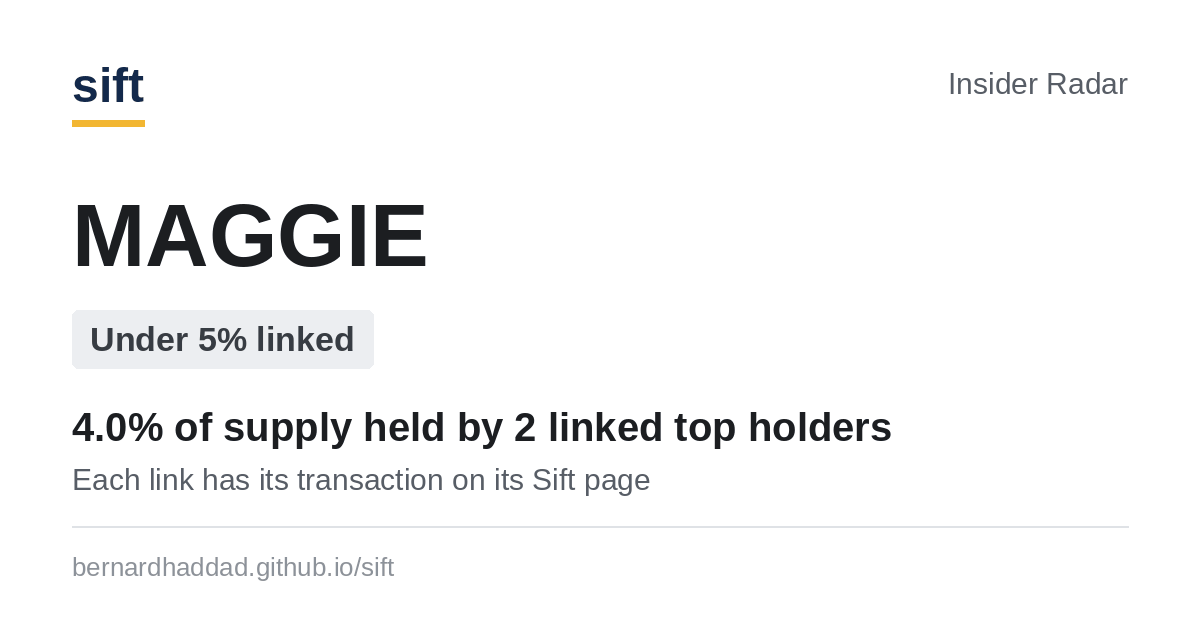 sift
Insider Radar
MAGGIE
Under 5% linked
4.0% of supply held by 2 linked top holders
Each link has its transaction on its Sift page
bernardhaddad.github.io/sift